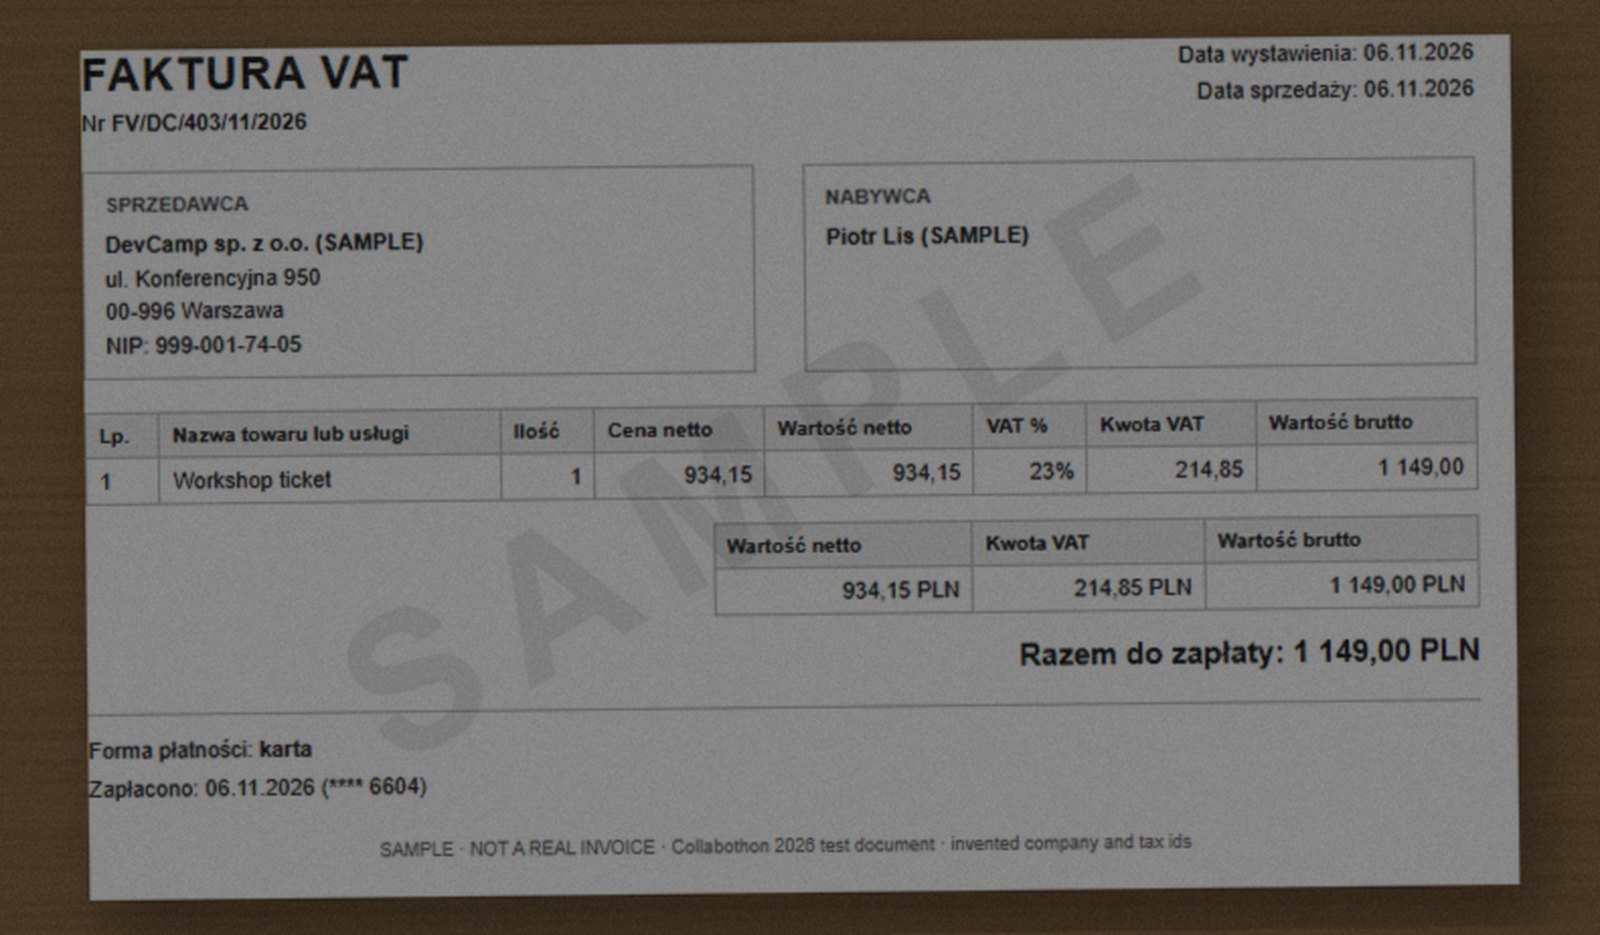 FAKTURA VAT
Nr FV/DC/403/11/2026
Data wystawienia: 06.11.2026
Data sprzedaży: 06.11.2026
SPRZEDAWCA
DevCamp sp. z o.o. (SAMPLE)
ul. Konferencyjna 950
00-996 Warszawa
NIP: 999-001-74-05
NABYWCA
Piotr Lis (SAMPLE)
Lp. Nazwa towaru lub usługi Ilość Cena netto Wartość netto VAT % Kwota VAT Wartość brutto
1 Workshop ticket 1 934,15 934,15 23% 214,85 1 149,00
Wartość netto Kwota VAT Wartość brutto
934,15 PLN 214,85 PLN 1 149,00 PLN
Razem do zapłaty: 1 149,00 PLN
Forma płatności: karta
Zapłacono: 06.11.2026 (**** 6604)
SAMPLE · NOT A REAL INVOICE · Collabothon 2026 test document · invented company and tax ids
SAMPLE